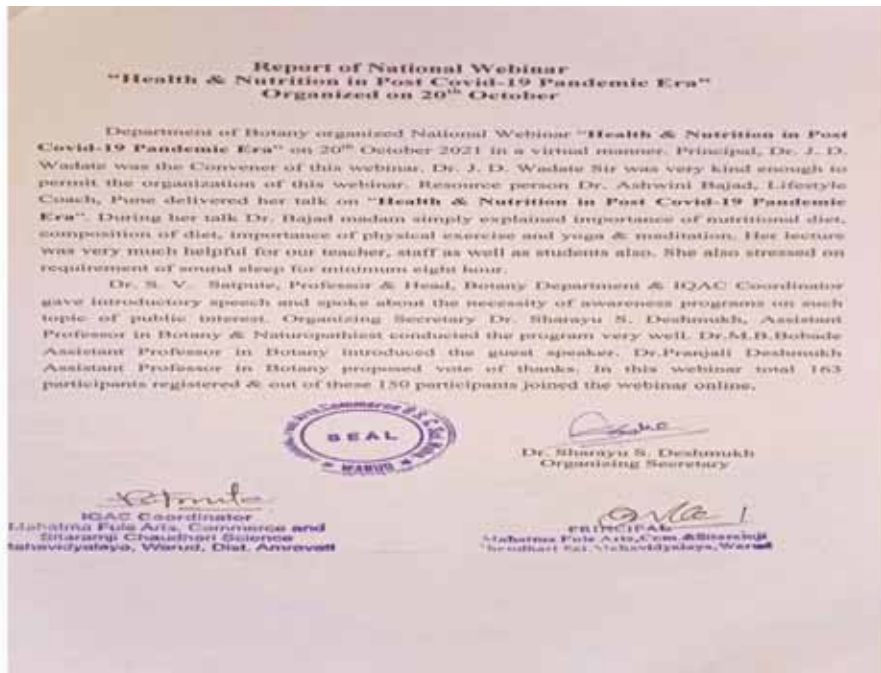 Report of National Webinar
"Health & Nutrition in Post Covid-19 Pandemic Era"
Organized on 20th October
Department of Botany organized National Webinar "Health & Nutrition in Post
Covid-19 Pandemic Era" on 20th October 2021 in a virtual manner. Principal, Dr. J. D.
Wadate was the Convener of this webinar. Dr. J. D. Wadate Sir was very kind enough to
permit the organization of this webinar. Resource person Dr. Ashwini Bajad, Lifestyle
Coach, Pune delivered her talk on "Health & Nutrition in Post Covid-19 Pandemic
Era". During her talk Dr. Bajad madam simply explained importance of nutritional diet,
composition of diet, importance of physical exercise and yoga & meditation. Her lecture
was very much helpful for our teacher, staff as well as students also. She also stressed on
requirement of sound sleep for minimum eight hour.
Dr. S. V. Satpute, Professor & Head, Botany Department & IQAC Coordinator
gave introductory speech and spoke about the necessity of awareness programs on such
topic of public interest. Organizing Secretary Dr. Sharayu S. Deshmukh, Assistant
Professor in Botany & Naturopathiest conducted the program very well. Dr.M.B.Bobade
Assistant Professor in Botany introduced the guest speaker. Dr.Pranjali Deshmukh
Assistant Professor in Botany proposed vote of thanks. In this webinar total 163
participants registered & out of these 150 participants joined the webinar online.
SEAL
WARUD
Dr. Sharayu S. Deshmukh
Organizing Secretary
IQAC Coordinator
Mahatma Fule Arts, Commerce and
Sitaramji Chaudhari Science
Mahavidyalaya, Warud, Dist. Amravati
PRINCIPAL
Mahatma Fule Arts,Com.&Sitaramji
Chaudhari Sci.Mahavidyalaya,Warud